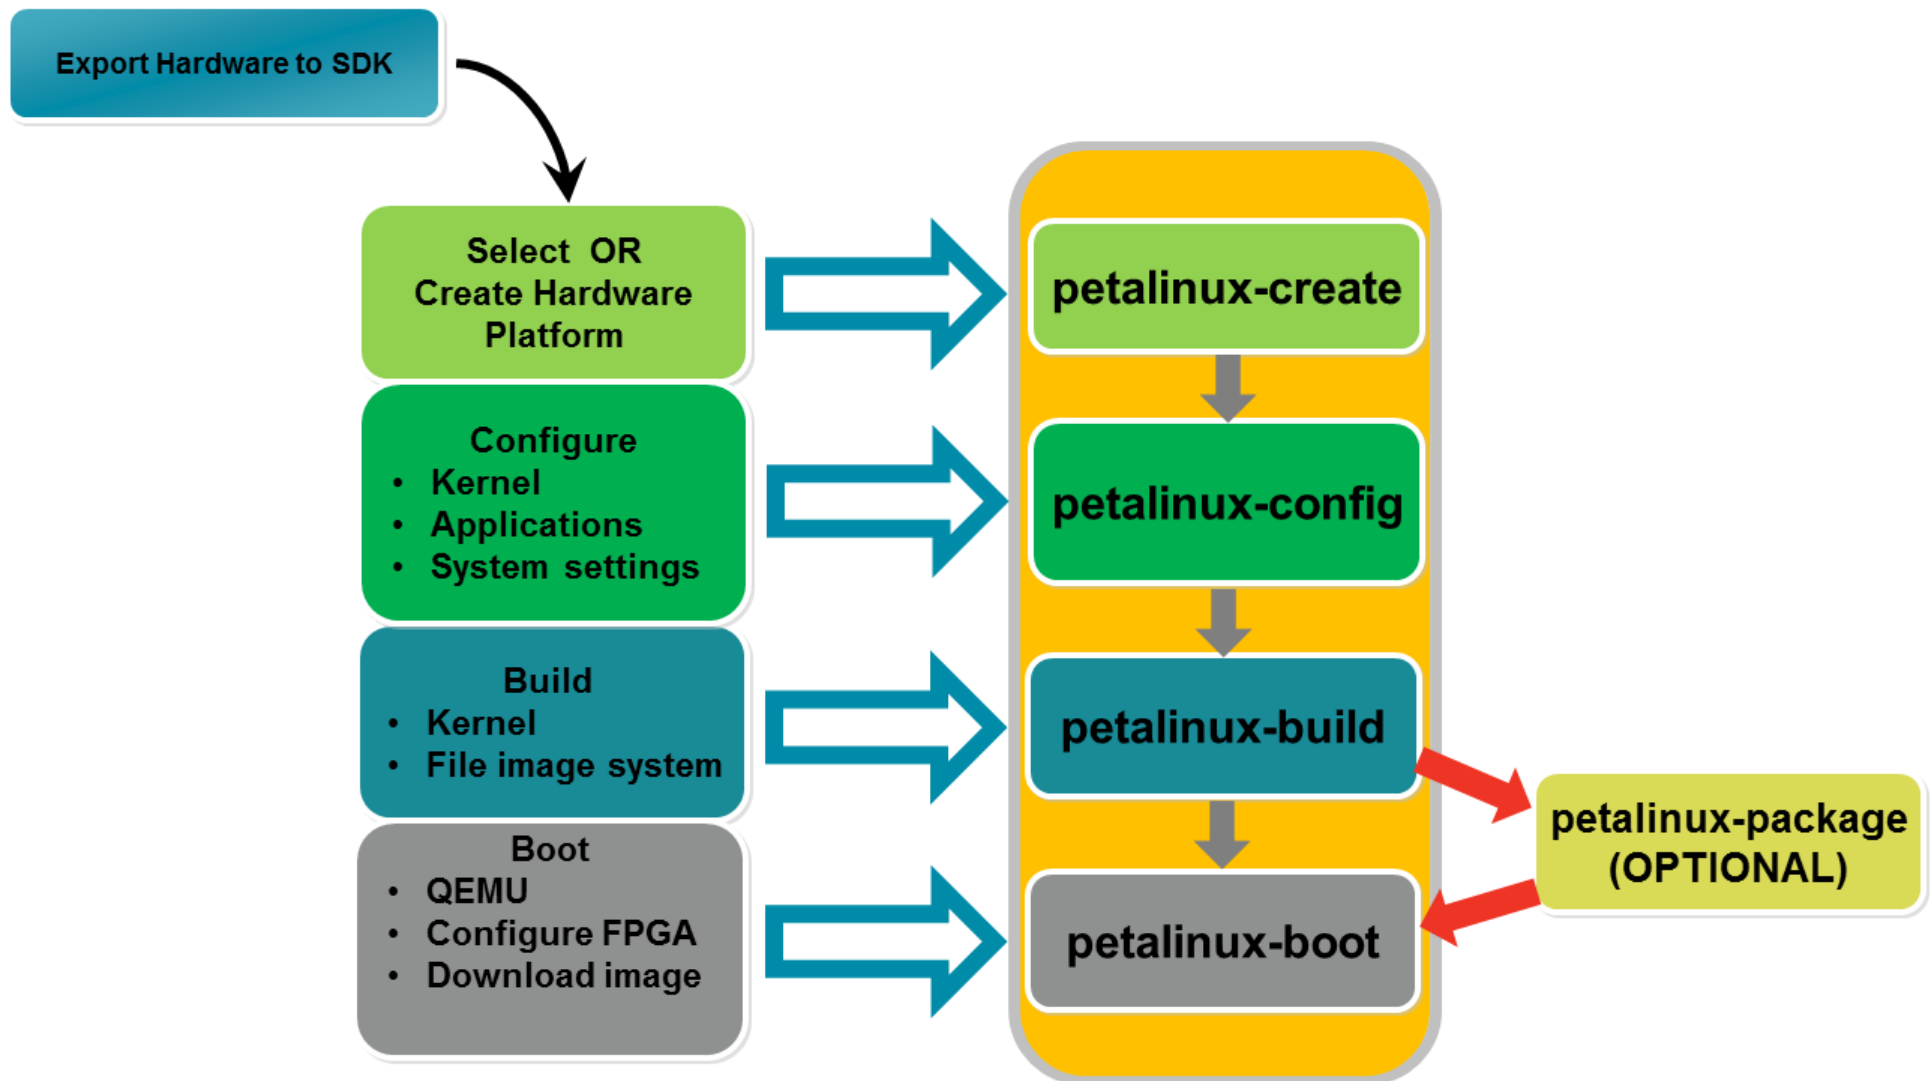 Export Hardware to SDK
Select OR
Create Hardware
Platform
petalinux-create
Configure
• Kernel
• Applications
• System settings
petalinux-config
Build
• Kernel
• File image system
petalinux-build
petalinux-package
(OPTIONAL)
Boot
• QEMU
• Configure FPGA
• Download image
petalinux-boot